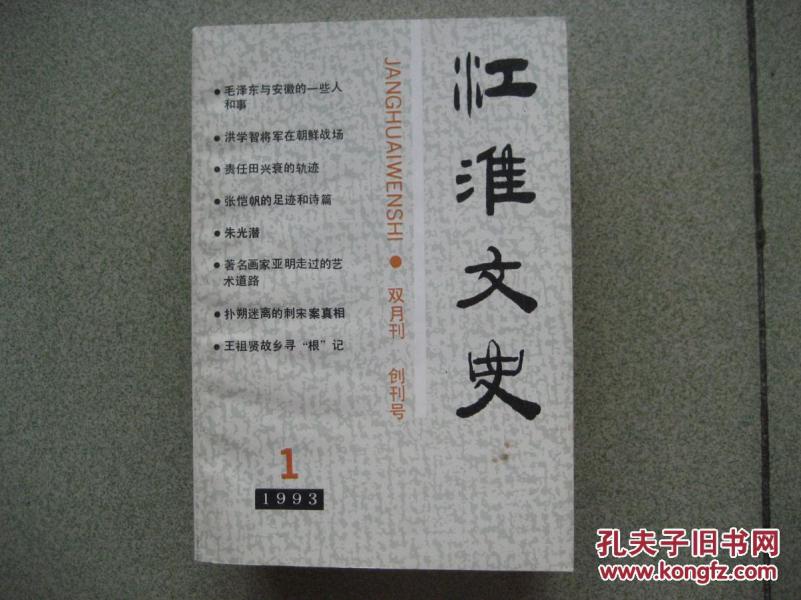 江淮文史
JANGHUAIWENSHI ● 双月刊 创刊号
● 毛泽东与安徽的一些人
和事
● 洪学智将军在朝鲜战场
● 责任田兴衰的轨迹
● 张恺帆的足迹和诗篇
● 朱光潜
● 著名画家亚明走过的艺
术道路
● 扑朔迷离的刺宋案真相
● 王祖贤故乡寻“根”记
1
1993
孔夫子旧书网
www.kongfz.com